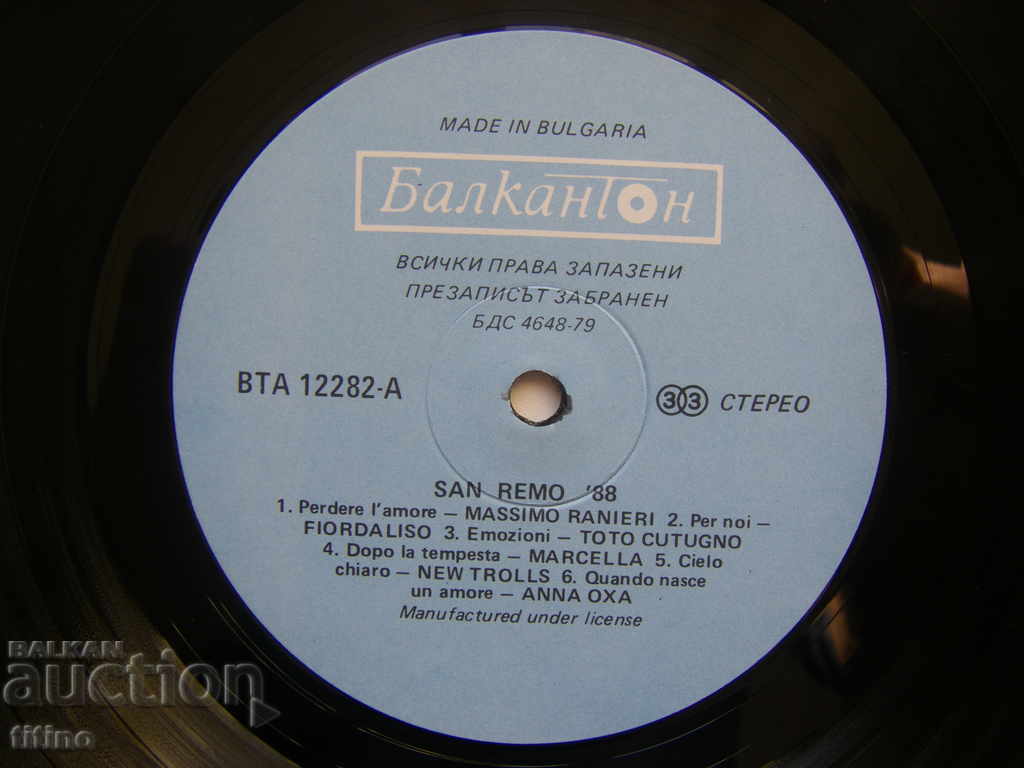 MADE IN BULGARIA
Балкантон
ВСИЧКИ ПРАВА ЗАПАЗЕНИ
ПРЕЗАПИСЪТ ЗАБРАНЕН
БДС 4648-79
ВТА 12282-А
33 СТЕРЕО
SAN REMO '88
1. Perdere l'amore – MASSIMO RANIERI 2. Per noi –
FIORDALISO 3. Emozioni – TOTO CUTUGNO
4. Dopo la tempesta – MARCELLA 5. Cielo
chiaro – NEW TROLLS 6. Quando nasce
un amore – ANNA OXA
Manufactured under license
BALKAN
auction
titino